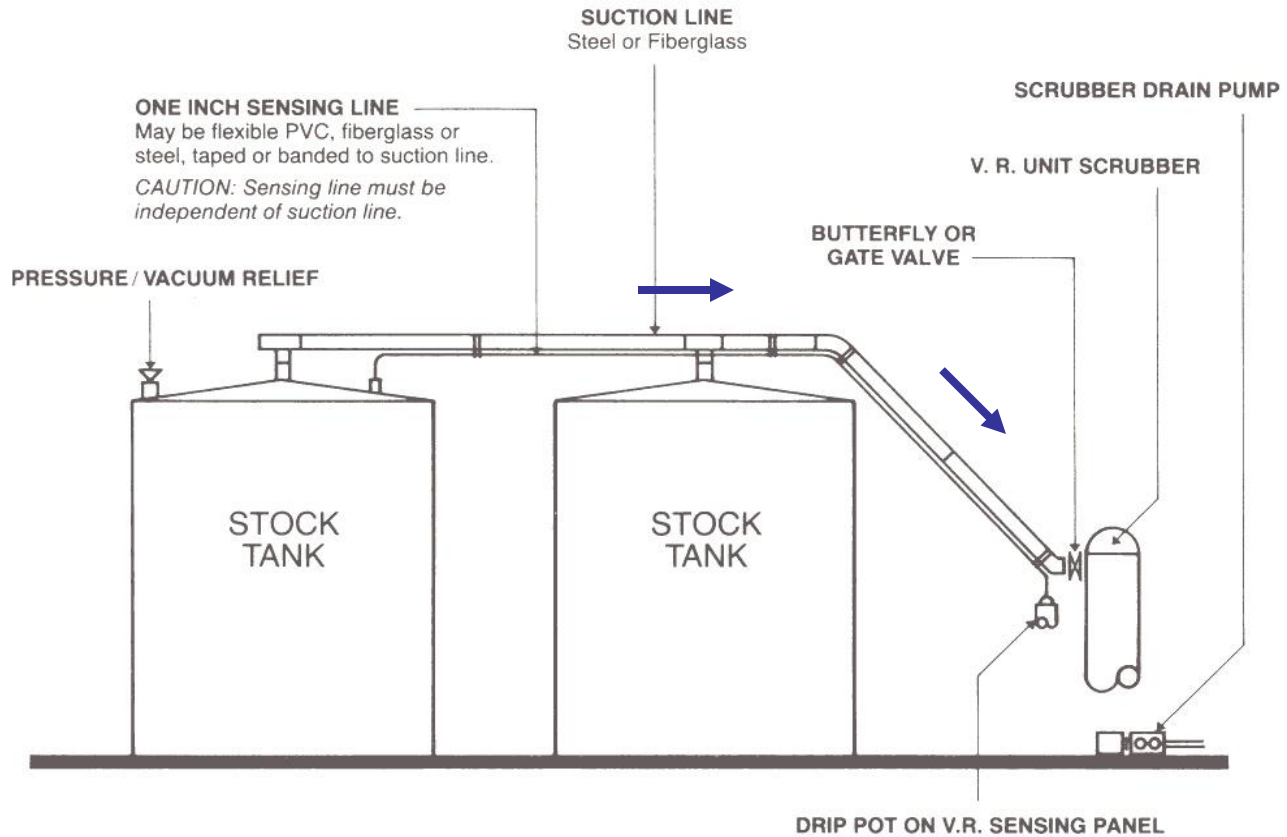 SUCTION LINE
Steel or Fiberglass
ONE INCH SENSING LINE
May be flexible PVC, fiberglass or
steel, taped or banded to suction line.
CAUTION: Sensing line must be
independent of suction line.
SCRUBBER DRAIN PUMP
V. R. UNIT SCRUBBER
BUTTERFLY OR
GATE VALVE
PRESSURE / VACUUM RELIEF
STOCK
TANK
STOCK
TANK
DRIP POT ON V.R. SENSING PANEL